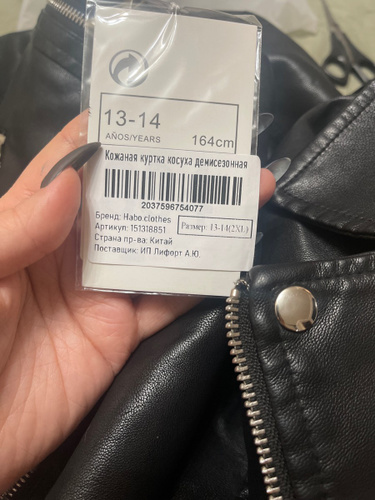 13-14
AÑOS/YEARS
164cm
Кожаная куртка косуха демисезонная
2037596754077
Бренд: Habo clothes
Размер: 13-14(2XL)
Артикул: 151318851
Страна пр-ва: Китай
Поставщик: ИП Лиферт А.Ю.